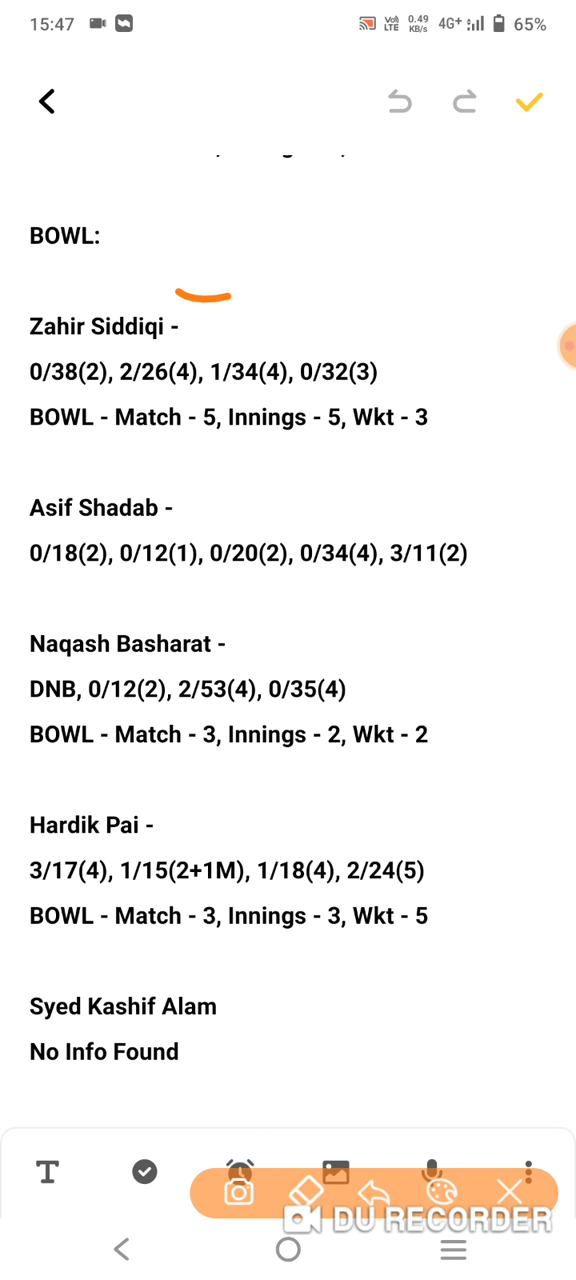 15:47
Vo)) LTE 0.49 KB/s 4G+ 65%
BOWL:
Zahir Siddiqi -
0/38(2), 2/26(4), 1/34(4), 0/32(3)
BOWL - Match - 5, Innings - 5, Wkt - 3
Asif Shadab -
0/18(2), 0/12(1), 0/20(2), 0/34(4), 3/11(2)
Naqash Basharat -
DNB, 0/12(2), 2/53(4), 0/35(4)
BOWL - Match - 3, Innings - 2, Wkt - 2
Hardik Pai -
3/17(4), 1/15(2+1M), 1/18(4), 2/24(5)
BOWL - Match - 3, Innings - 3, Wkt - 5
Syed Kashif Alam
No Info Found
T
DU RECORDER